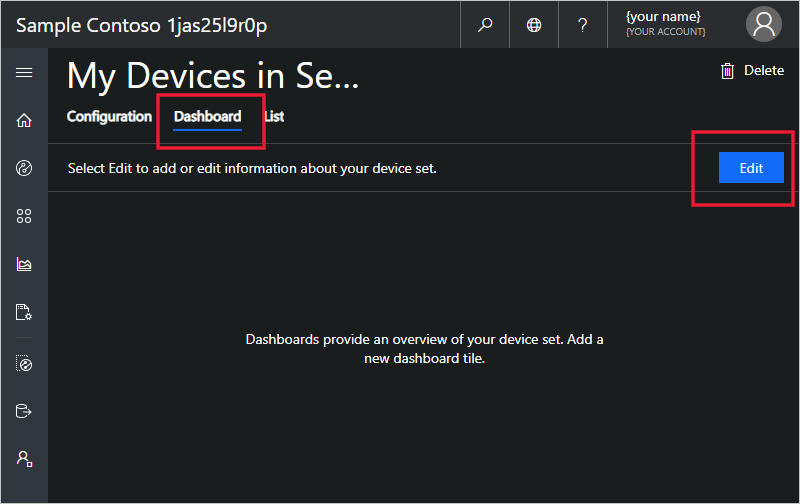 Sample Contoso 1jas25l9r0p
?
{your name}
{YOUR ACCOUNT}
My Devices in Se...
Delete
Configuration Dashboard List
Select Edit to add or edit information about your device set.
Edit
Dashboards provide an overview of your device set. Add a
new dashboard tile.